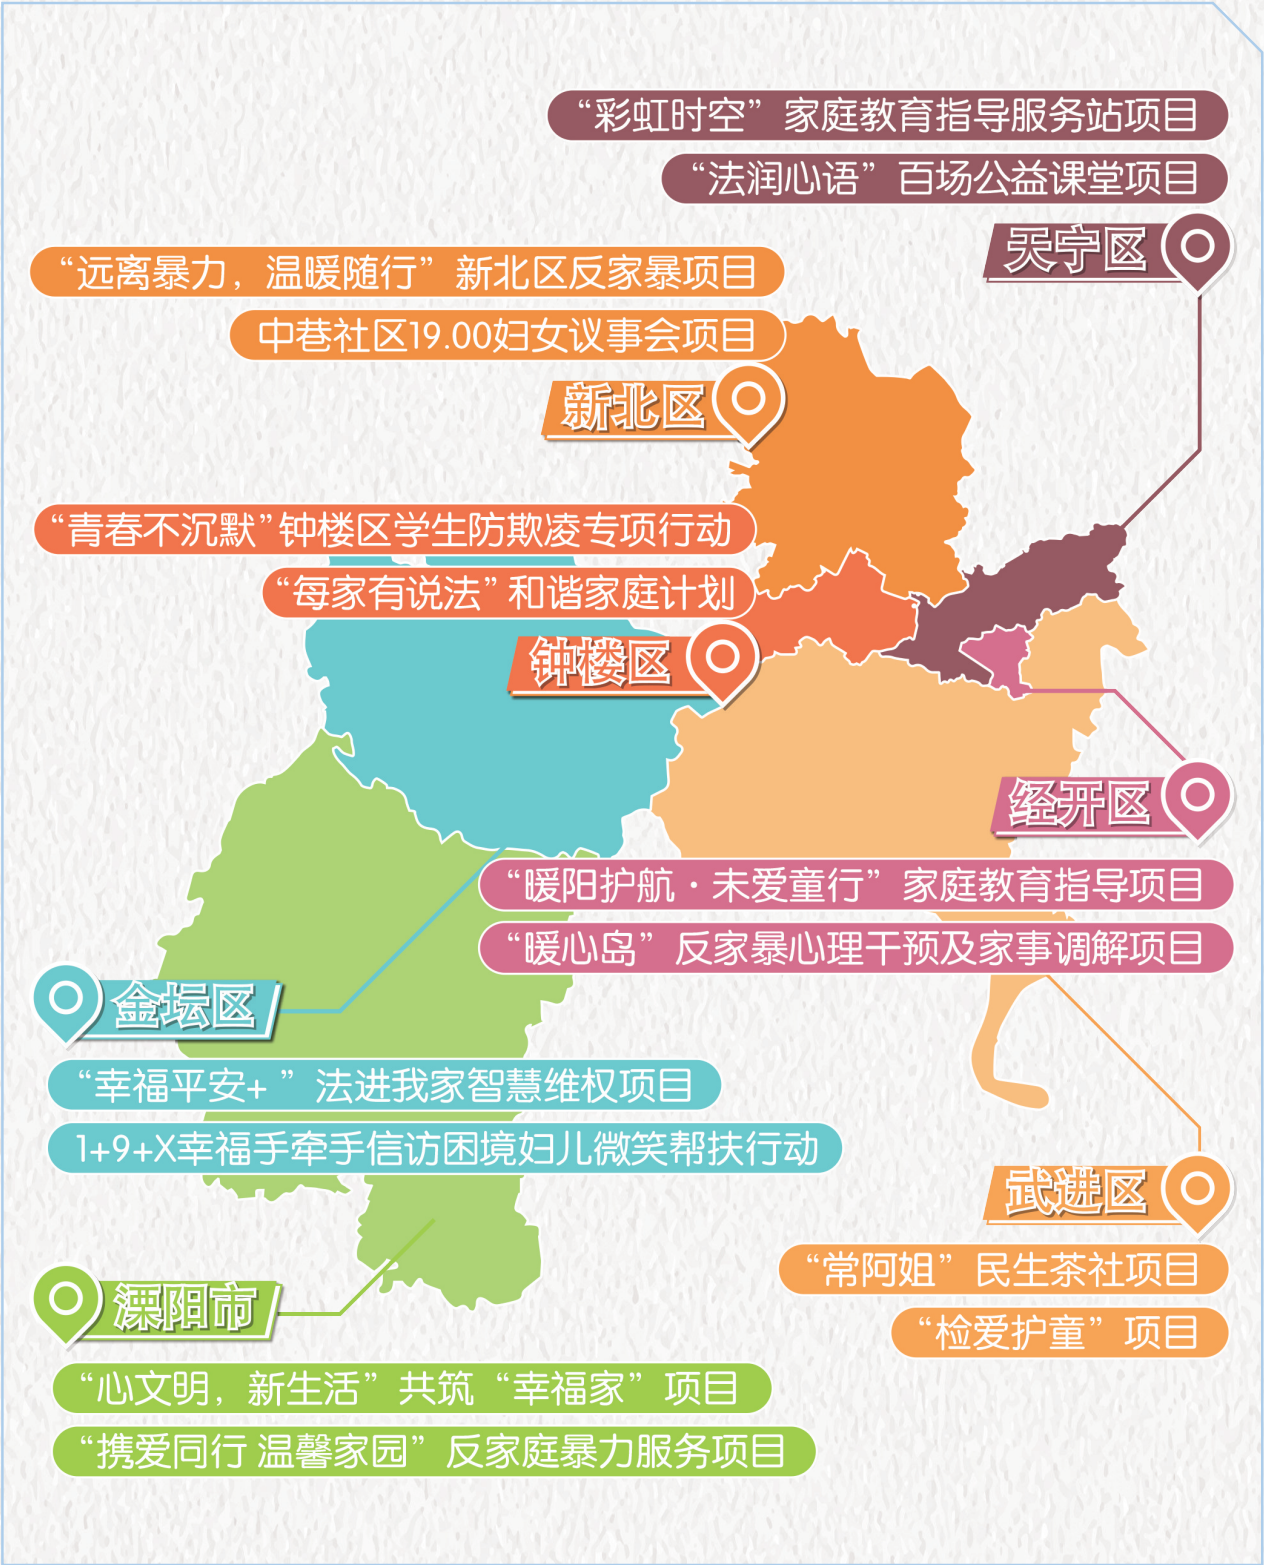 “彩虹时空”家庭教育指导服务站项目
“法润心语”百场公益课堂项目
天宁区
“远离暴力，温暖随行”新北区反家暴项目
中巷社区19.00妇女议事会项目
新北区
“青春不沉默”钟楼区学生防欺凌专项行动
“每家有说法”和谐家庭计划
钟楼区
经开区
“暖阳护航·未爱童行”家庭教育指导项目
“暖心岛”反家暴心理干预及家事调解项目
金坛区
“幸福平安+ ”法进我家智慧维权项目
1+9+X幸福手牵手信访困境妇儿微笑帮扶行动
武进区
“常阿姐”民生茶社项目
“检爱护童”项目
溧阳市
“心文明，新生活”共筑“幸福家”项目
“携爱同行 温馨家园”反家庭暴力服务项目